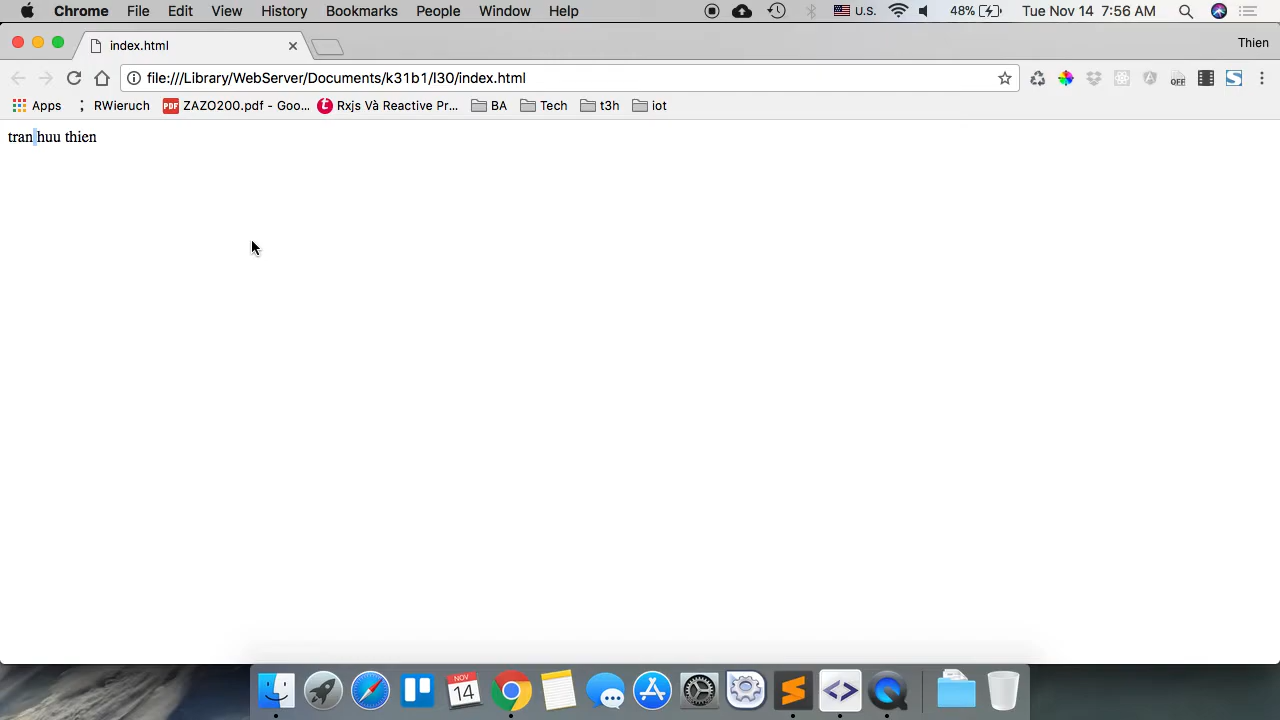 Chrome File Edit View History Bookmarks People Window Help U.S. 48% Tue Nov 14 7:56 AM
index.html Thien
file:///Library/WebServer/Documents/k31b1/l30/index.html OFF
Apps RWieruch PDF ZAZO200.pdf - Goo... Rxjs Và Reactive Pr... BA Tech t3h iot
tran huu thien
NOV
14